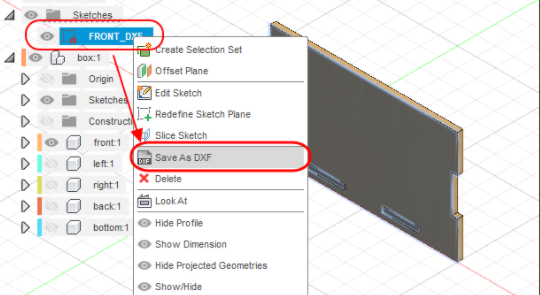 Sketches
FRONT_DXF
box:1
Origin
Sketches
Constructi
front:1
left:1
right:1
back:1
bottom:1
Create Selection Set
Offset Plane
Edit Sketch
Redefine Sketch Plane
Slice Sketch
DXF Save As DXF
Delete
Look At
Hide Profile
Show Dimension
Hide Projected Geometries
Show/Hide